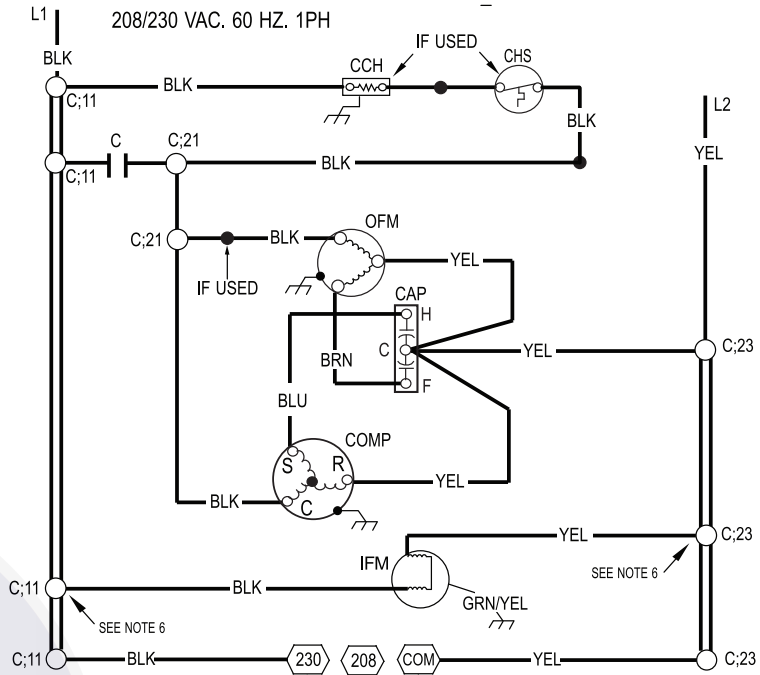 L1
208/230 VAC. 60 HZ. 1PH
BLK
IF USED
CCH
CHS
C;11
BLK
BLK
L2
YEL
C
C;21
C;11
BLK
C;21
BLK
IF USED
OFM
YEL
CAP
H
C
F
BRN
BLU
YEL
C;23
COMP
S
R
C
BLK
YEL
IFM
YEL
C;23
SEE NOTE 6
C;11
BLK
GRN/YEL
SEE NOTE 6
C;11
BLK
230
208
COM
YEL
C;23